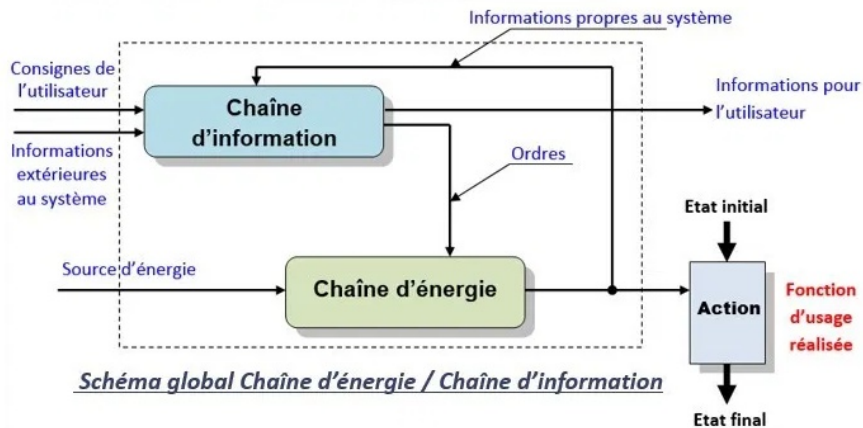 Informations propres au système
Consignes de
l'utilisateur
Chaîne
d'information
Informations pour
l'utilisateur
Informations
extérieures
au système
Ordres
Etat initial
Source d'énergie
Chaîne d'énergie
Action
Fonction
d'usage
réalisée
Schéma global Chaîne d'énergie / Chaîne d'information
Etat final